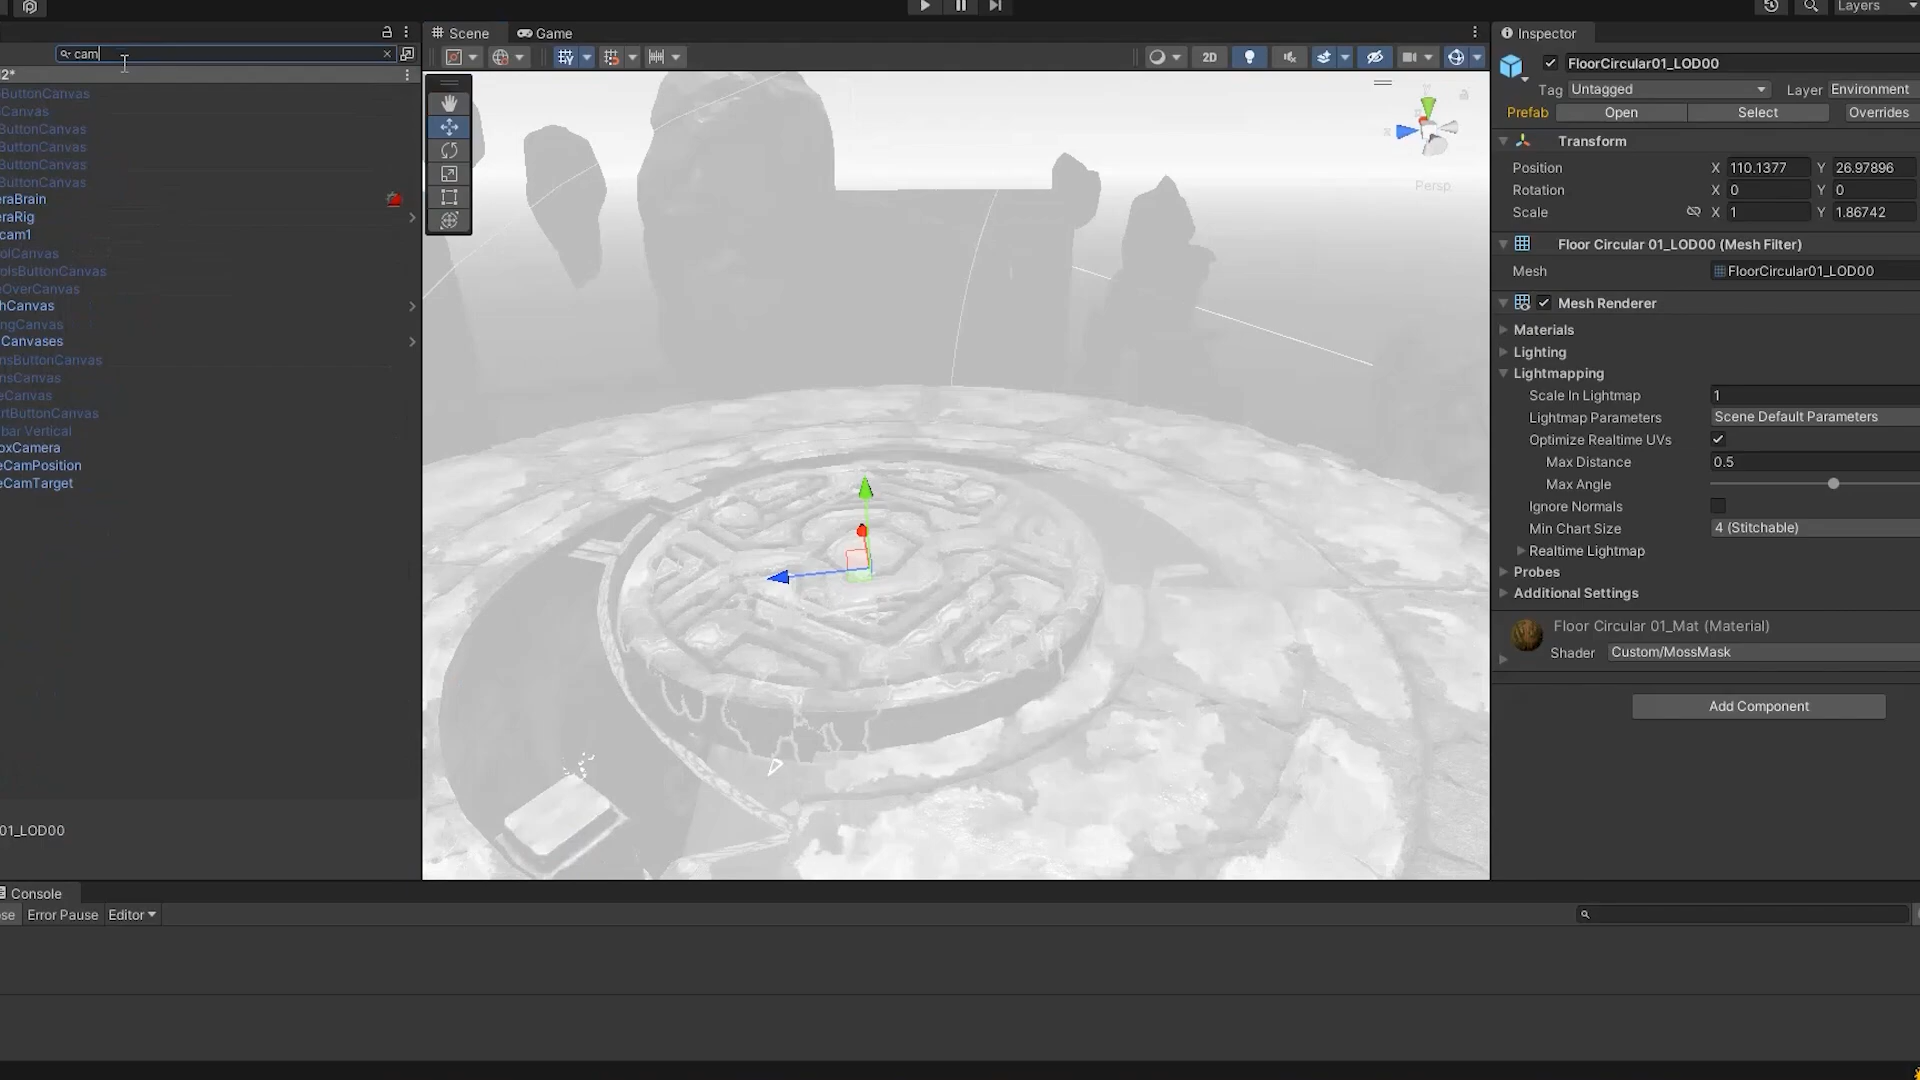 Layers
Scene
Game
Inspector
cam
2D
FloorCircular01_LOD00
2*
Tag Untagged Layer Environment
ButtonCanvas
Prefab Open Select Overrides
Canvas
ButtonCanvas
Transform
ButtonCanvas
ButtonCanvas
Position X 110.1377 Y 26.97896
ButtonCanvas
Persp
Rotation X 0 Y 0
eraBrain
Scale X 1 Y 1.86742
eraRig
cam1
Floor Circular 01_LOD00 (Mesh Filter)
olCanvas
Mesh FloorCircular01_LOD00
olsButtonCanvas
eOverCanvas
Mesh Renderer
hCanvas
ngCanvas
Materials
Canvases
Lighting
nsButtonCanvas
Lightmapping
nsCanvas
Scale In Lightmap 1
eCanvas
Lightmap Parameters Scene Default Parameters
rtButtonCanvas
bar Vertical
Optimize Realtime UVs
oxCamera
Max Distance 0.5
eCamPosition
Max Angle
eCamTarget
Ignore Normals
Min Chart Size 4 (Stitchable)
Realtime Lightmap
Probes
Additional Settings
Floor Circular 01_Mat (Material)
Shader Custom/MossMask
Add Component
01_LOD00
Console
se Error Pause Editor